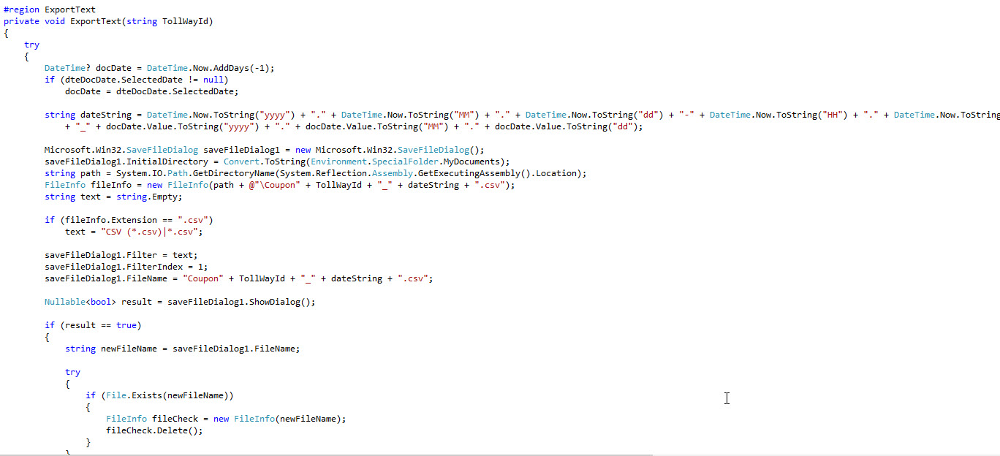 #region ExportText
private void ExportText(string TollWayId)
{
    try
    {
        DateTime? docDate = DateTime.Now.AddDays(-1);
        if (dteDocDate.SelectedDate != null)
            docDate = dteDocDate.SelectedDate;

        string dateString = DateTime.Now.ToString("yyyy") + "." + DateTime.Now.ToString("MM") + "." + DateTime.Now.ToString("dd") + "-" + DateTime.Now.ToString("HH") + "." + DateTime.Now.ToString
            + "_" + docDate.Value.ToString("yyyy") + "." + docDate.Value.ToString("MM") + "." + docDate.Value.ToString("dd");

        Microsoft.Win32.SaveFileDialog saveFileDialog1 = new Microsoft.Win32.SaveFileDialog();
        saveFileDialog1.InitialDirectory = Convert.ToString(Environment.SpecialFolder.MyDocuments);
        string path = System.IO.Path.GetDirectoryName(System.Reflection.Assembly.GetExecutingAssembly().Location);
        FileInfo fileInfo = new FileInfo(path + @"\Coupon" + TollWayId + "_" + dateString + ".csv");
        string text = string.Empty;

        if (fileInfo.Extension == ".csv")
            text = "CSV (*.csv)|*.csv";

        saveFileDialog1.Filter = text;
        saveFileDialog1.FilterIndex = 1;
        saveFileDialog1.FileName = "Coupon" + TollWayId + "_" + dateString + ".csv";

        Nullable<bool> result = saveFileDialog1.ShowDialog();

        if (result == true)
        {
            string newFileName = saveFileDialog1.FileName;

            try
            {
                if (File.Exists(newFileName))
                {
                    FileInfo fileCheck = new FileInfo(newFileName);
                    fileCheck.Delete();
                }
            }